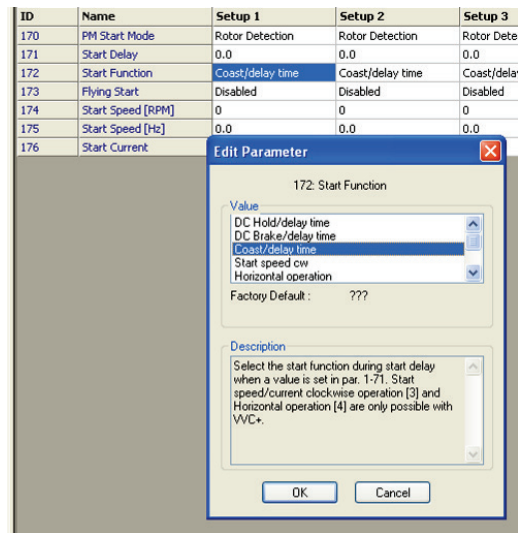 ID Name Setup 1 Setup 2 Setup 3
170 PM Start Mode Rotor Detection Rotor Detection Rotor Dete
171 Start Delay 0.0 0.0 0.0
172 Start Function Coast/delay time Coast/delay time Coast/delay
173 Flying Start Disabled Disabled Disabled
174 Start Speed [RPM] 0 0 0
175 Start Speed [Hz] 0.0 0.0 0.0
176 Start Current
Edit Parameter
172: Start Function
Value
DC Hold/delay time
DC Brake/delay time
Coast/delay time
Start speed cw
Horizontal operation
Factory Default : ???
Description
Select the start function during start delay
when a value is set in par. 1-71. Start
speed/current clockwise operation [3] and
Horizontal operation [4] are only possible with
VVC+.
OK Cancel